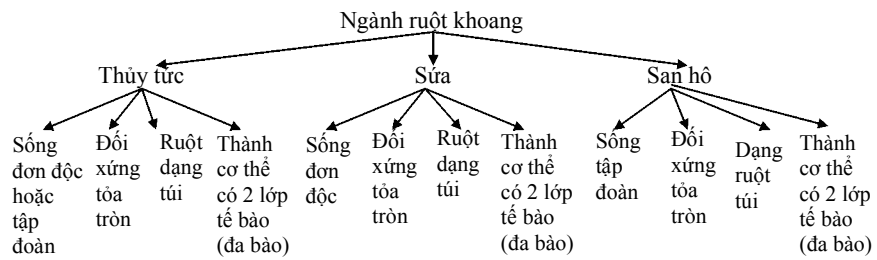 Ngành ruột khoang
Thủy tức
Sứa
San hô
Sống
đơn độc
hoặc
tập
đoàn
Đối
xứng
tỏa
tròn
Ruột
dạng
túi
Thành
cơ thể
có 2 lớp
tế bào
(đa bào)
Sống
đơn
độc
Đối
xứng
tỏa
tròn
Ruột
dạng
túi
Thành
cơ thể
có 2 lớp
tế bào
(đa bào)
Sống
tập
đoàn
Đối
xứng
tỏa
tròn
Dạng
ruột
túi
Thành
cơ thể
có 2 lớp
tế bào
(đa bào)